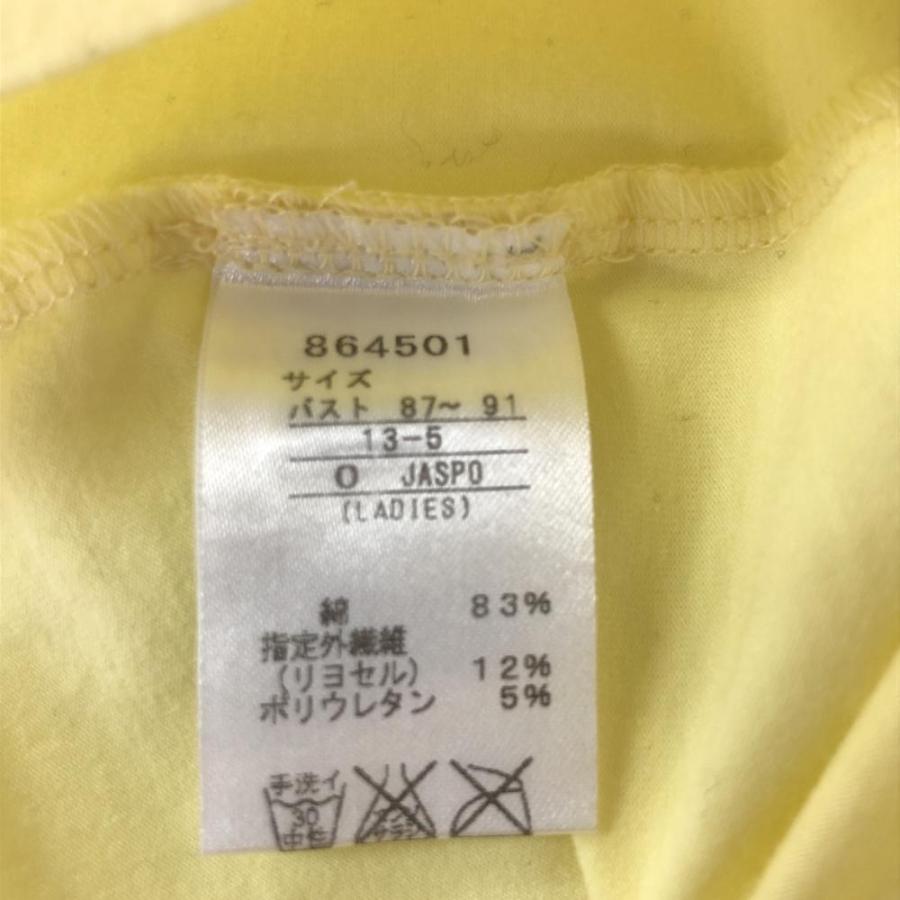 864501
サイズ
バスト 87～ 91
13-5
O JASPO
(LADIES)
綿 83%
指定外繊維
(リヨセル) 12%
ポリウレタン 5%
手洗イ
30
中性